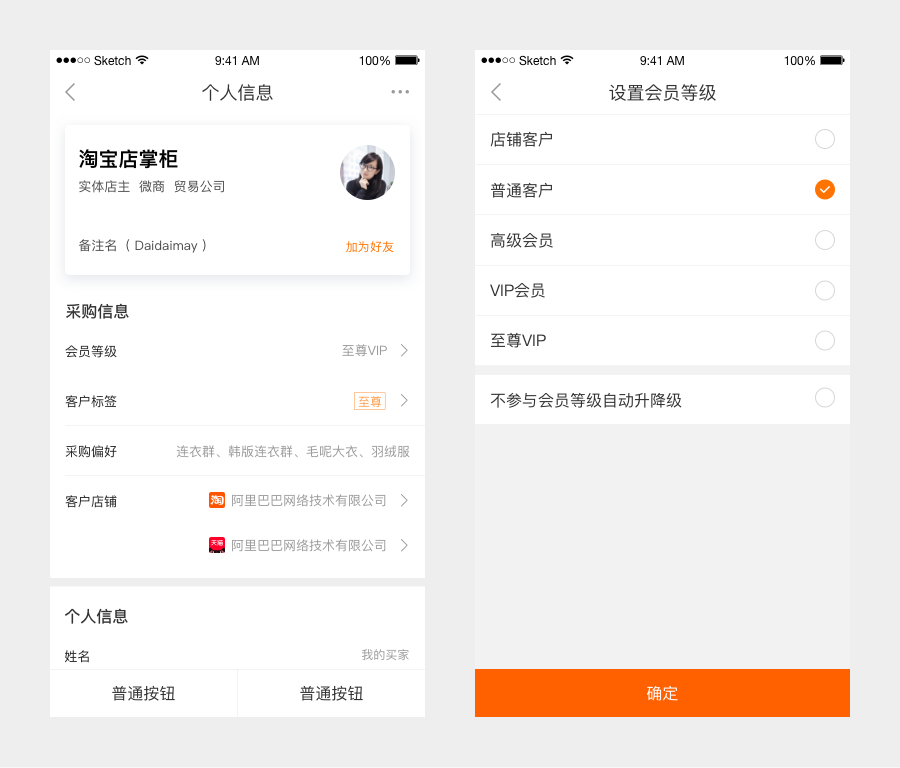 Sketch 9:41 AM 100%
个人信息
淘宝店掌柜
实体店主 微商 贸易公司
备注名（ Daidaimay ） 加为好友
采购信息
会员等级 至尊VIP
客户标签 至尊
采购偏好 连衣群、韩版连衣群、毛呢大衣、羽绒服
客户店铺 淘 阿里巴巴网络技术有限公司
天猫 阿里巴巴网络技术有限公司
个人信息
姓名 我的买家
普通按钮 普通按钮
Sketch 9:41 AM 100%
设置会员等级
店铺客户
普通客户
高级会员
VIP会员
至尊VIP
不参与会员等级自动升降级
确定